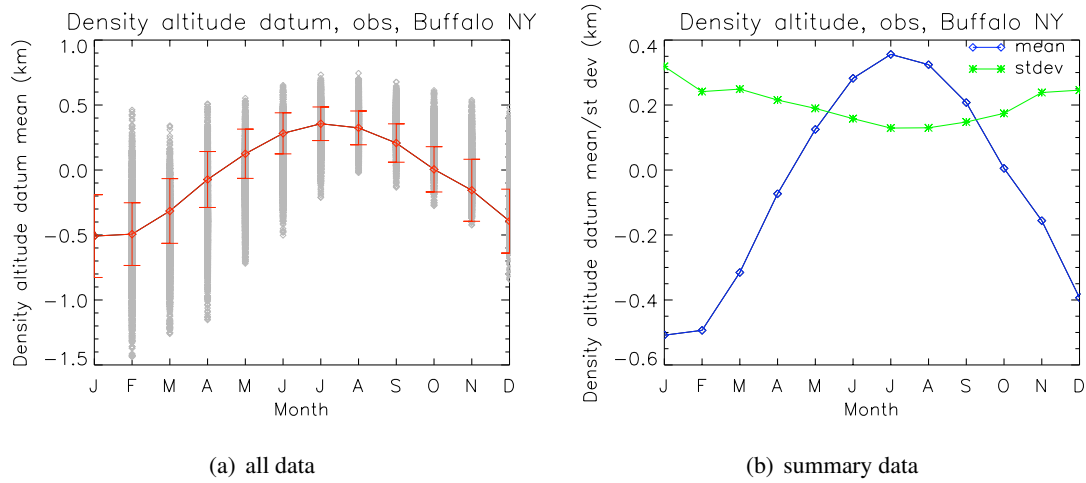 Density altitude datum, obs, Buffalo NY
Density altitude datum mean (km)
1.0
0.5
0.0
−0.5
−1.0
−1.5
J F M A M J J A S O N D
Month
(a) all data
Density altitude, obs, Buffalo NY
Density altitude datum mean/st dev (km)
0.4
0.2
0.0
−0.2
−0.4
−0.6
mean
stdev
J F M A M J J A S O N D
Month
(b) summary data